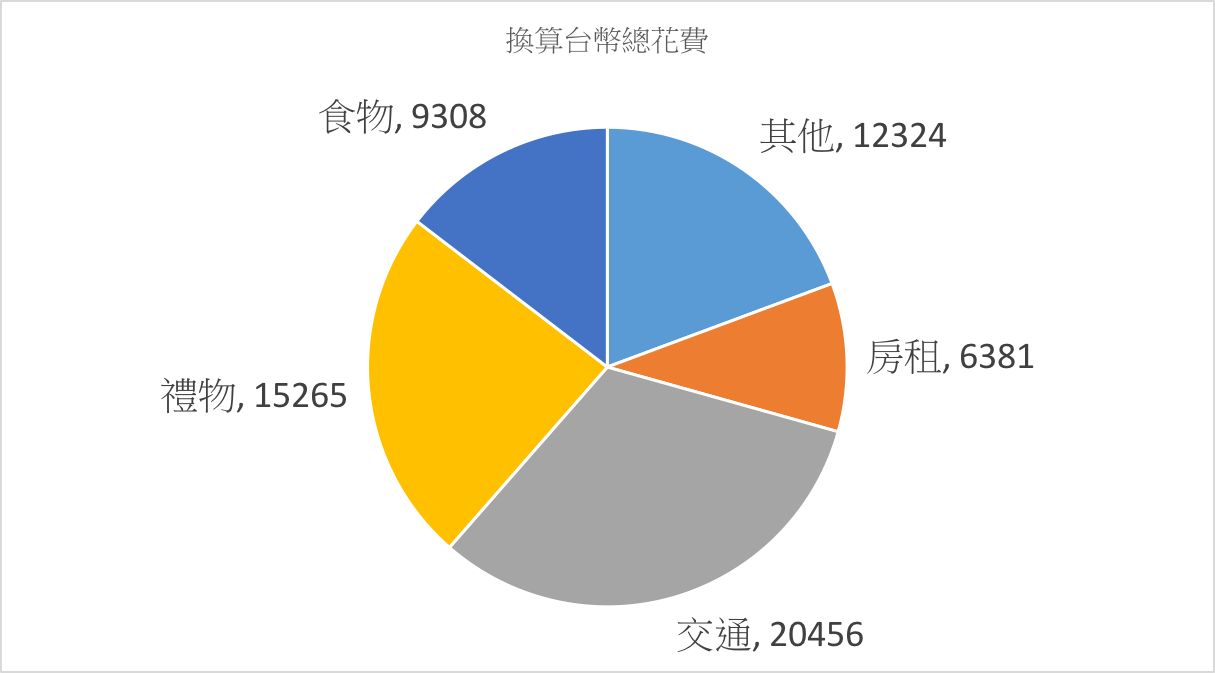 換算台幣總花費
食物, 9308
其他, 12324
房租, 6381
禮物, 15265
交通, 20456